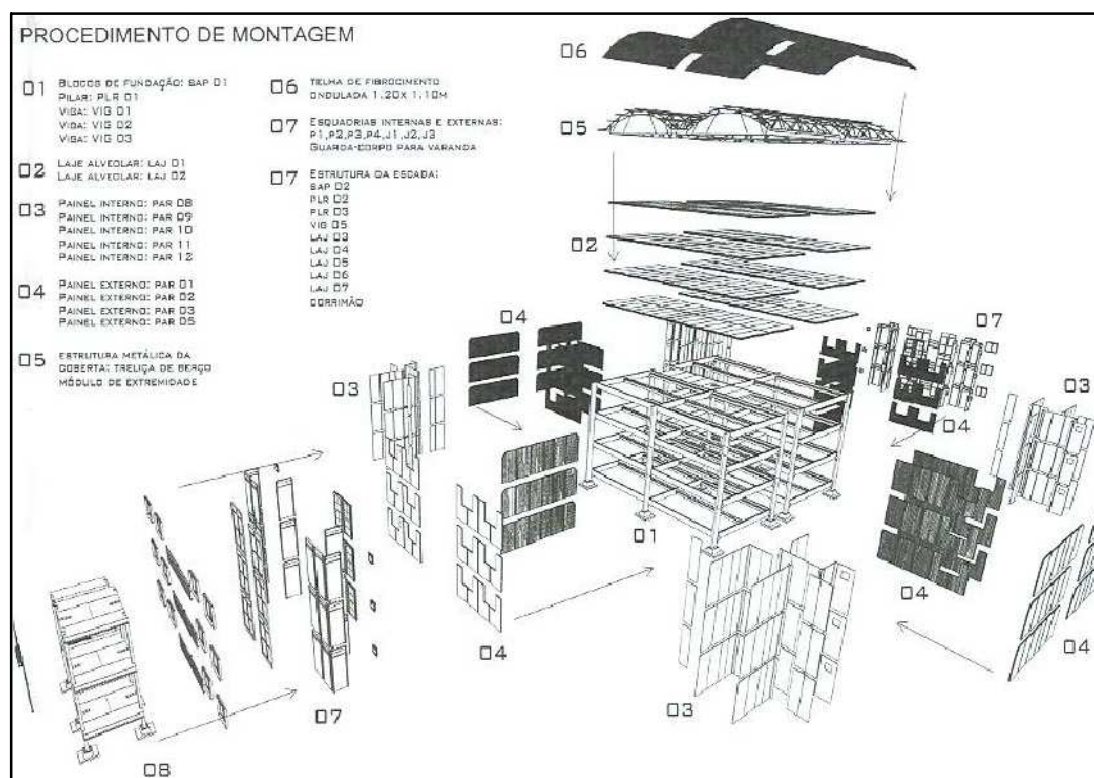 PROCEDIMENTO DE MONTAGEM
01 BLOCOS DE FUNDAÇÃO: SAP 01
PILAR: PLR 01
VIGA: VIG 01
VIGA: VIG 02
VIGA: VIG 03
02 LAJE ALVEOLAR: LAJ 01
LAJE ALVEOLAR: LAJ 02
03 PAINEL INTERNO: PAR 08
PAINEL INTERNO: PAR 09
PAINEL INTERNO: PAR 10
PAINEL INTERNO: PAR 11
PAINEL INTERNO: PAR 12
04 PAINEL EXTERNO: PAR 01
PAINEL EXTERNO: PAR 02
PAINEL EXTERNO: PAR 03
PAINEL EXTERNO: PAR 05
05 ESTRUTURA METÁLICA DA
COBERTA: TRELIÇA DE BERÇO
MÓDULO DE EXTREMIDADE
06 TELHA DE FIBROCIMENTO
ONDULADA 1.20X 1.10M
07 ESQUADRIAS INTERNAS E EXTERNAS:
P1,P2,P3,P4,J1,J2,J3
GUARDA-CORPO PARA VARANDA
07 ESTRUTURA DA ESCADA:
SAP 02
PLR 02
PLR 03
VIG 05
LAJ 03
LAJ 04
LAJ 05
LAJ 06
LAJ 07
CORRIMÃO
06
05
02
04
07
03
03
04
01
04
04
04
03
07
08